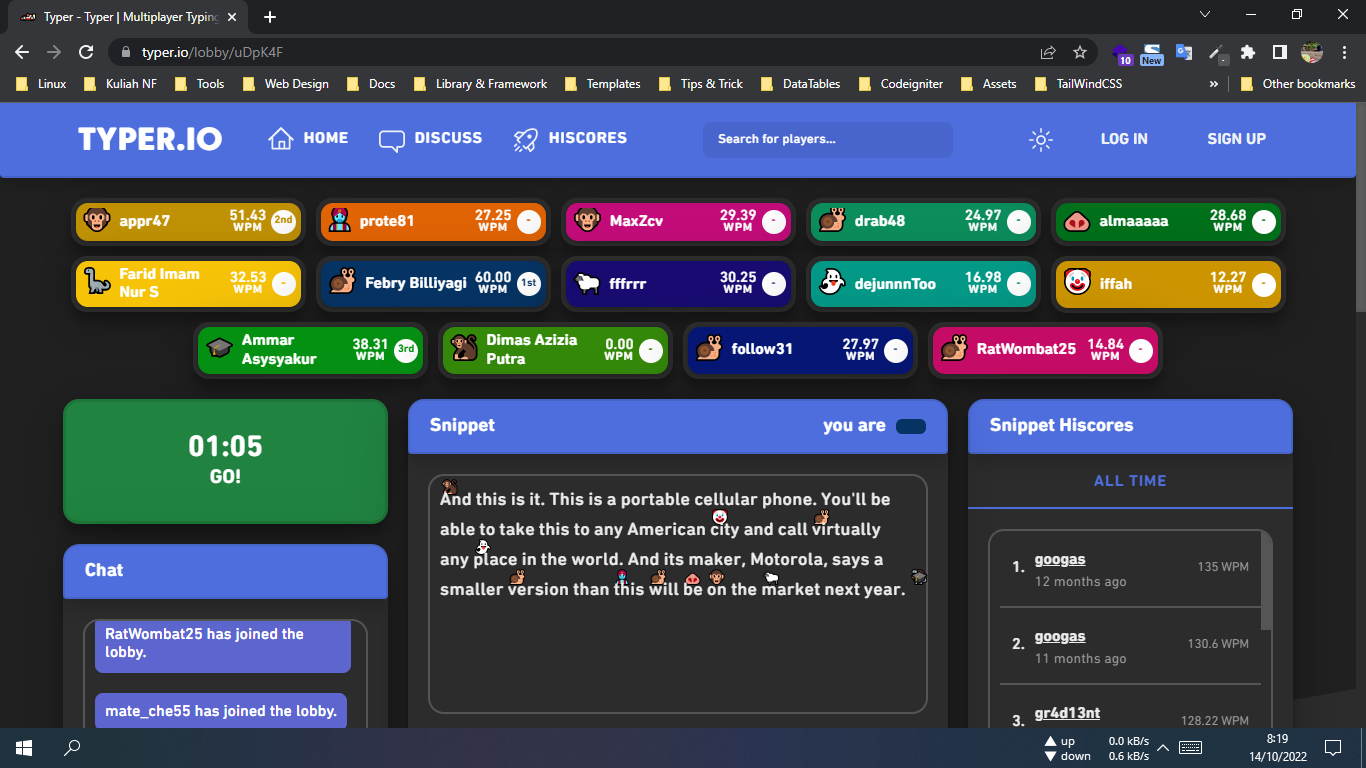 Typer - Typer | Multiplayer Typing
typer.io/lobby/uDpK4F
10
New
Linux
Kuliah NF
Tools
Web Design
Docs
Library & Framework
Templates
Tips & Trick
DataTables
Codeigniter
Assets
TailWindCSS
»
Other bookmarks
TYPER.IO
HOME
DISCUSS
HISCORES
Search for players...
LOG IN
SIGN UP
appr47 51.43 WPM 2nd
prote81 27.25 WPM -
MaxZcv 29.39 WPM -
drab48 24.97 WPM -
almaaaaa 28.68 WPM -
Farid Imam Nur S 32.53 WPM -
Febry Billiyagi 60.00 WPM 1st
fffrrr 30.25 WPM -
dejunnnToo 16.98 WPM -
iffah 12.27 WPM -
Ammar Asysyakur 38.31 WPM 3rd
Dimas Azizia Putra 0.00 WPM -
follow31 27.97 WPM -
RatWombat25 14.84 WPM -
01:05
GO!
Chat
RatWombat25 has joined the
lobby.
mate_che55 has joined the lobby.
Snippet
you are
And this is it. This is a portable cellular phone. You'll be
able to take this to any American city and call virtually
any place in the world. And its maker, Motorola, says a
smaller version than this will be on the market next year.
Snippet Hiscores
ALL TIME
1. googas 135 WPM
12 months ago
2. googas 130.6 WPM
11 months ago
3. gr4d13nt 128.22 WPM
up 0.0 kB/s
down 0.6 kB/s
8:19
14/10/2022